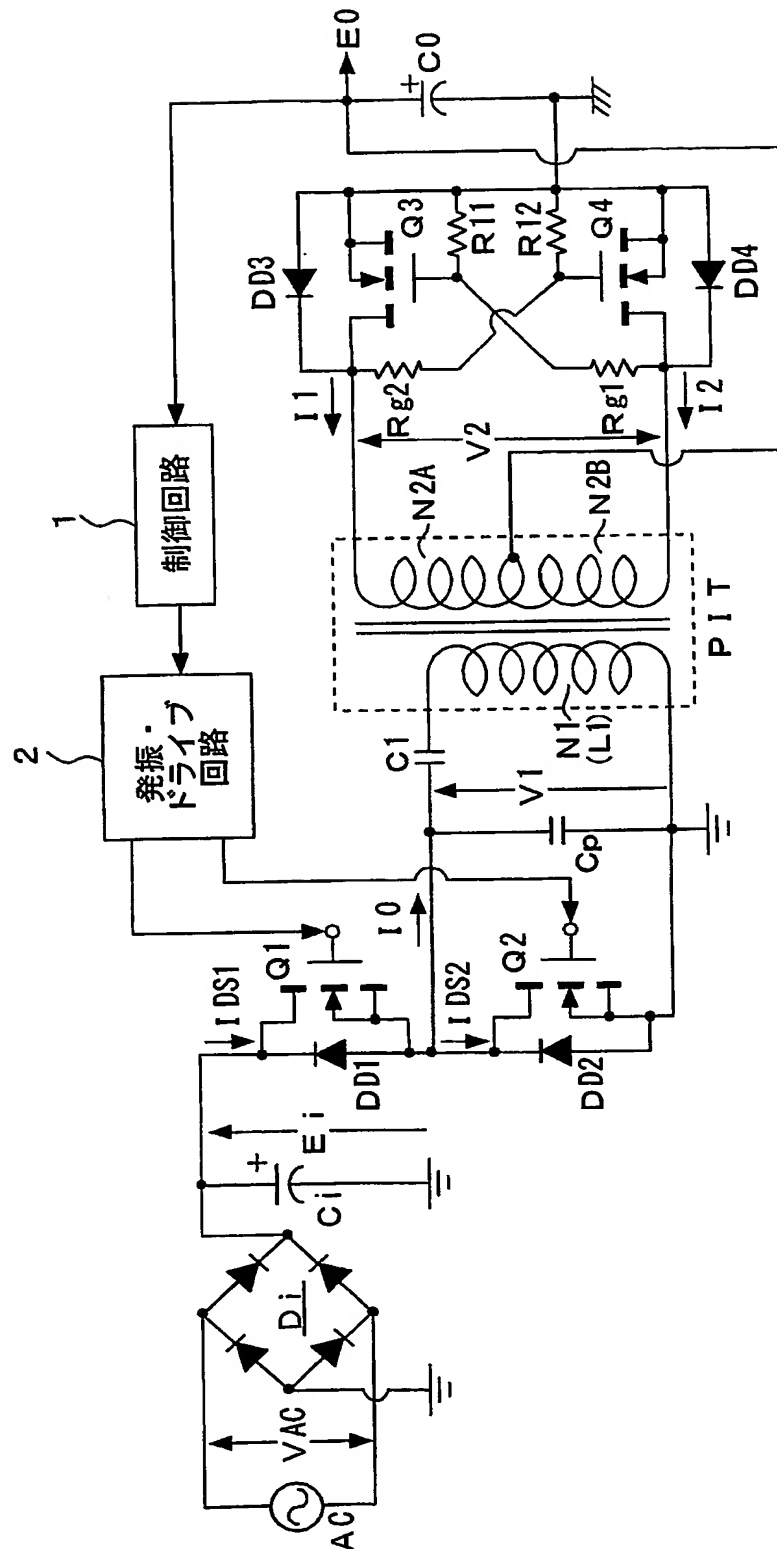 AC
VAC
Di
Ci
+
Ei
IDS1
Q1
DD1
IDS2
Q2
DD2
I0
2
発振・
ドライブ
回路
1
制御回路
C1
V1
Cp
N1
(L1)
PIT
N2A
N2B
V2
I1
I2
Rg2
Rg1
DD3
Q3
R11
R12
Q4
DD4
+
C0
E0